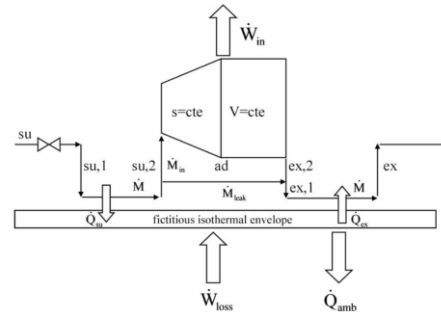 Ẇin
s=cte
V=cte
su
su,1
su,2
Ṁin
ad
ex,2
ex
Ṁ
Ṁleak
ex,1
Ṁ
Q̇su
fictitious isothermal envelope
Q̇ex
Ẇloss
Q̇amb